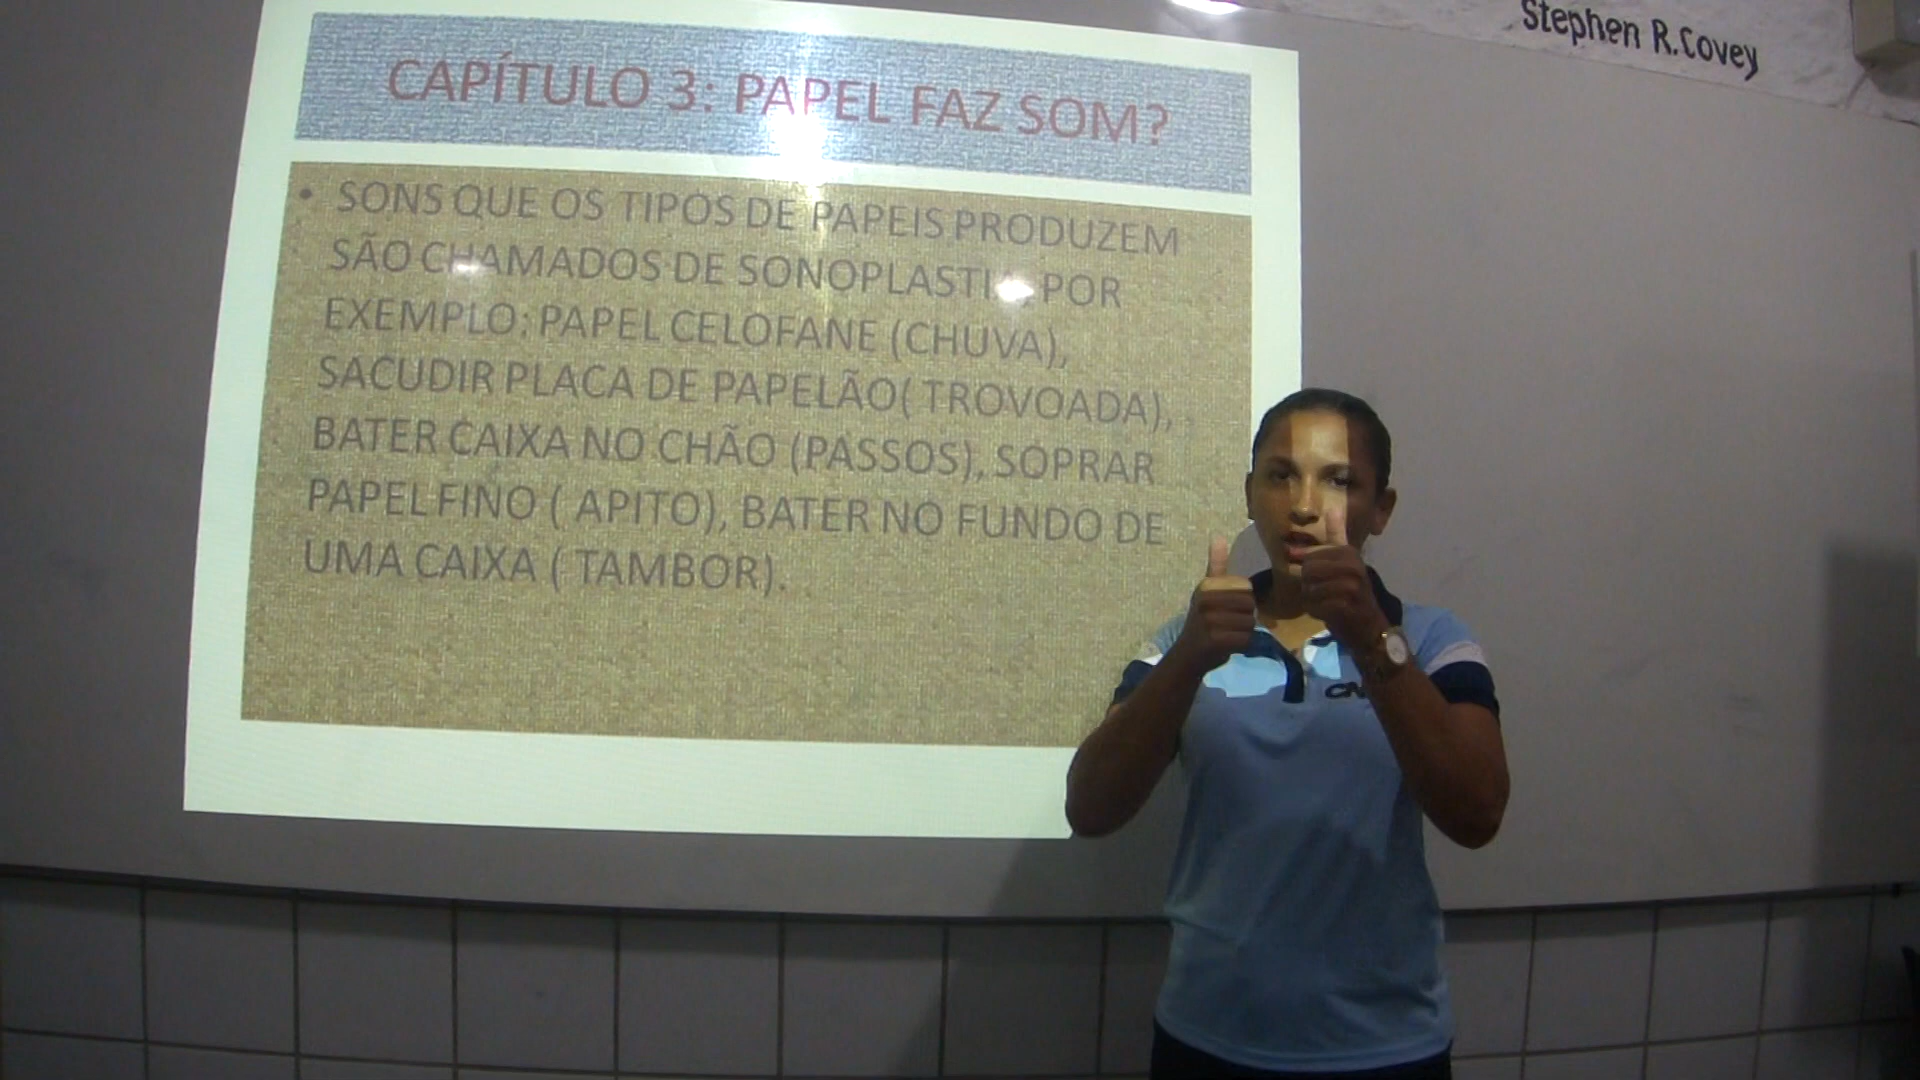 Stephen R. Covey
CAPÍTULO 3: PAPEL FAZ SOM?
• SONS QUE OS TIPOS DE PAPEIS PRODUZEM
SÃO CHAMADOS DE SONOPLASTIA, POR
EXEMPLO: PAPEL CELOFANE (CHUVA),
SACUDIR PLACA DE PAPELÃO( TROVOADA),
BATER CAIXA NO CHÃO (PASSOS), SOPRAR
PAPEL FINO ( APITO), BATER NO FUNDO DE
UMA CAIXA ( TAMBOR).